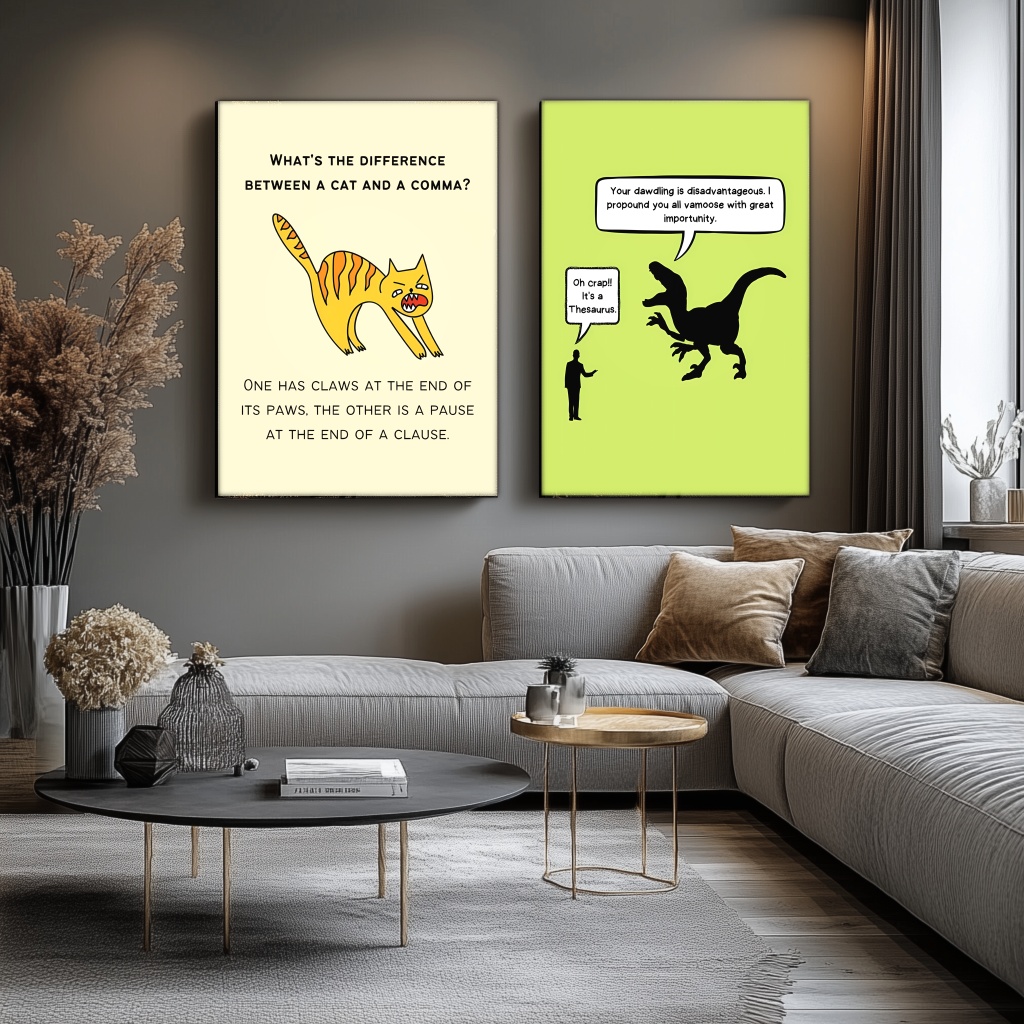 WHAT'S THE DIFFERENCE
BETWEEN A CAT AND A COMMA?
ONE HAS CLAWS AT THE END OF
ITS PAWS, THE OTHER IS A PAUSE
AT THE END OF A CLAUSE.
Your dawdling is disadvantageous. I
propound you all vamoose with great
importunity.
Oh crap!!
It's a
Thesaurus.